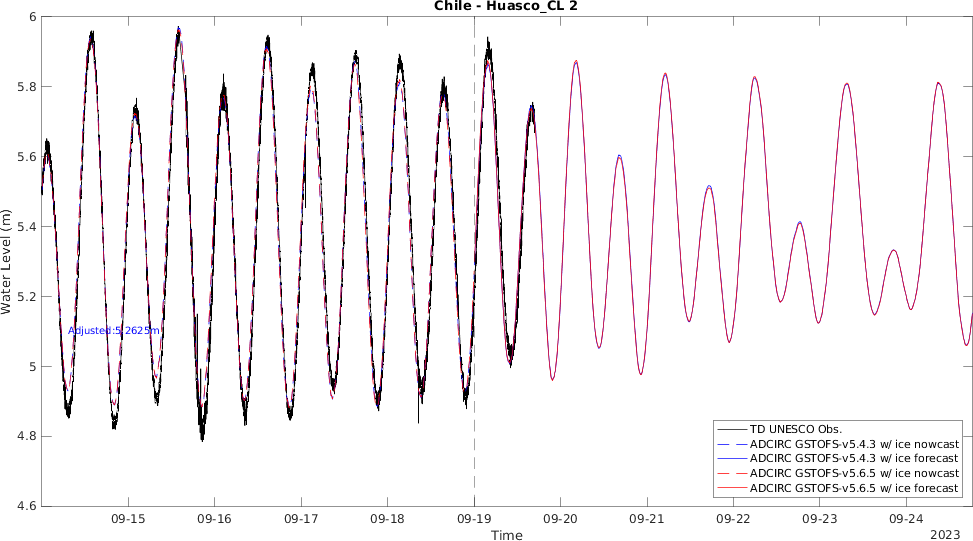 Chile - Huasco_CL 2
Water Level (m)
6
5.8
5.6
5.4
5.2
5
4.8
4.6
Adjusted:5.2625m
TD UNESCO Obs.
ADCIRC GSTOFS-v5.4.3 w/ ice nowcast
ADCIRC GSTOFS-v5.4.3 w/ ice forecast
ADCIRC GSTOFS-v5.6.5 w/ ice nowcast
ADCIRC GSTOFS-v5.6.5 w/ ice forecast
09-15 09-16 09-17 09-18 09-19 09-20 09-21 09-22 09-23 09-24
Time
2023